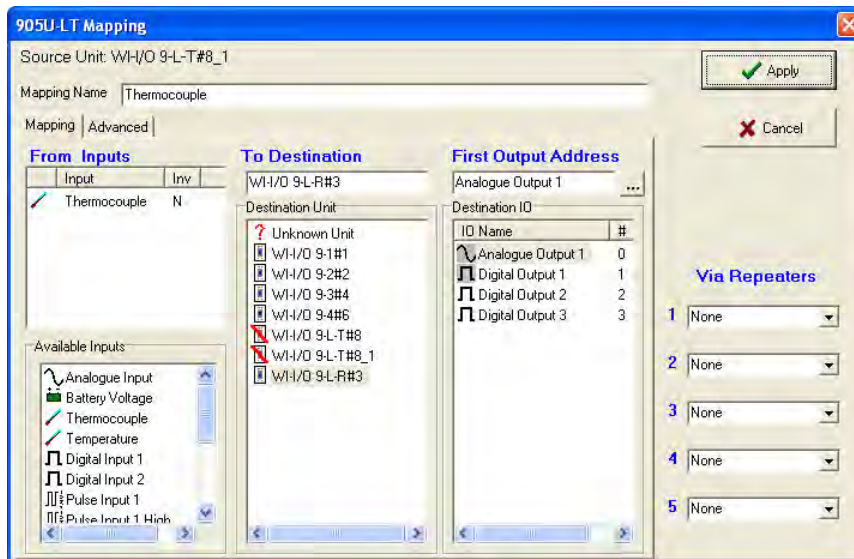 905U-LT Mapping
Source Unit: WI-I/O 9-L-T#8_1
Apply
Mapping Name Thermocouple
Mapping Advanced
Cancel
From Inputs
Input Inv
Thermocouple N
Available Inputs
Analogue Input
Battery Voltage
Thermocouple
Temperature
Digital Input 1
Digital Input 2
Pulse Input 1
Pulse Input 1 High
To Destination
WI-I/O 9-L-R#3
Destination Unit
Unknown Unit
WI-I/O 9-1#1
WI-I/O 9-2#2
WI-I/O 9-3#4
WI-I/O 9-4#6
WI-I/O 9-L-T#8
WI-I/O 9-L-T#8_1
WI-I/O 9-L-R#3
First Output Address
Analogue Output 1 ...
Destination IO
IO Name #
Analogue Output 1 0
Digital Output 1 1
Digital Output 2 2
Digital Output 3 3
Via Repeaters
1 None
2 None
3 None
4 None
5 None